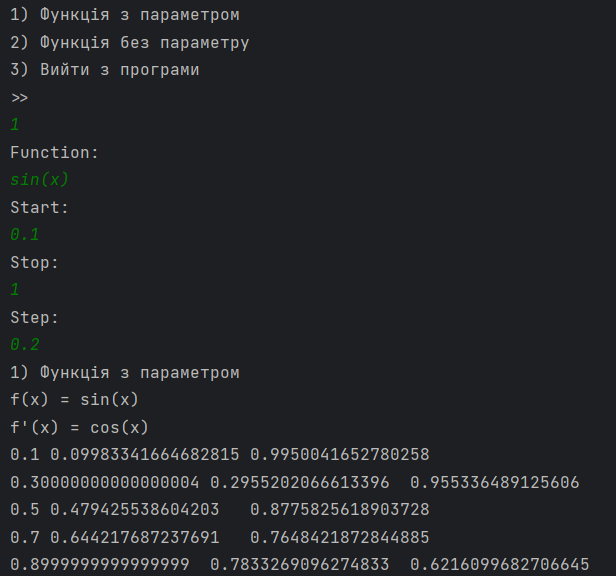 1) Функція з параметром
2) Функція без параметру
3) Вийти з програми
>>
1
Function:
sin(x)
Start:
0.1
Stop:
1
Step:
0.2
1) Функція з параметром
f(x) = sin(x)
f'(x) = cos(x)
0.1 0.09983341664682815 0.9950041652780258
0.30000000000000004 0.2955202066613396 0.955336489125606
0.5 0.479425538604203 0.8775825618903728
0.7 0.644217687237691 0.7648421872844885
0.8999999999999999 0.7833269096274833 0.6216099682706645